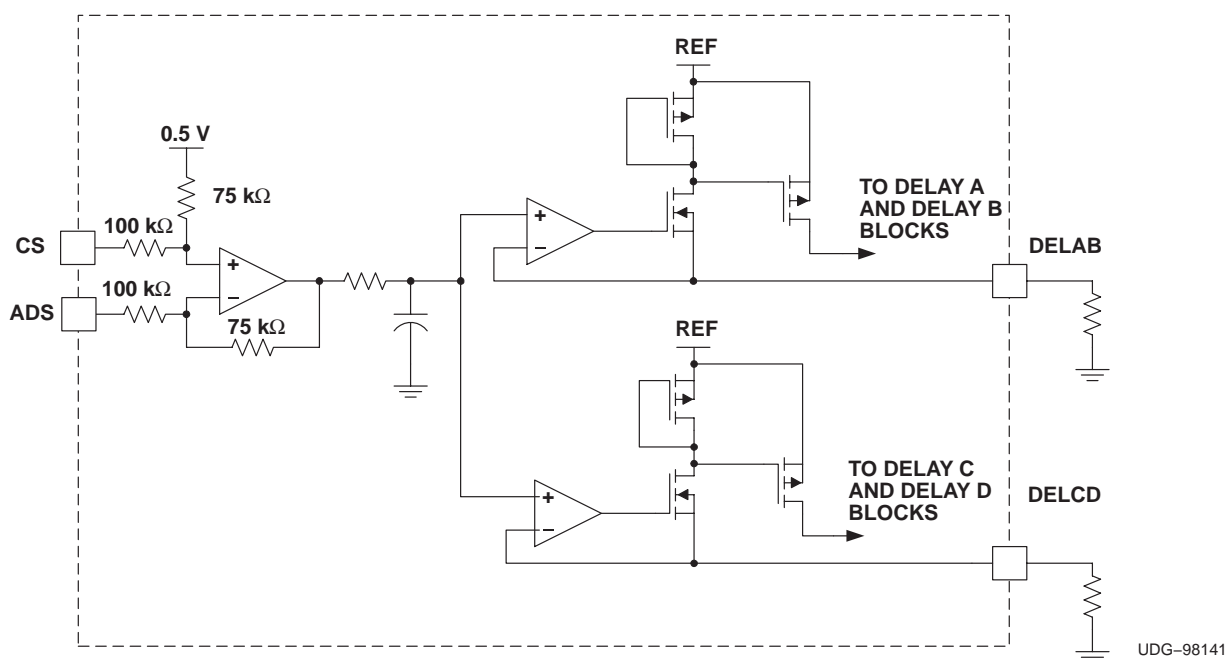 REF
0.5 V
75 kΩ
100 kΩ
CS
+
−
100 kΩ
ADS
75 kΩ
+
−
TO DELAY A
AND DELAY B
BLOCKS
DELAB
REF
+
−
TO DELAY C
AND DELAY D
BLOCKS
DELCD
UDG−98141